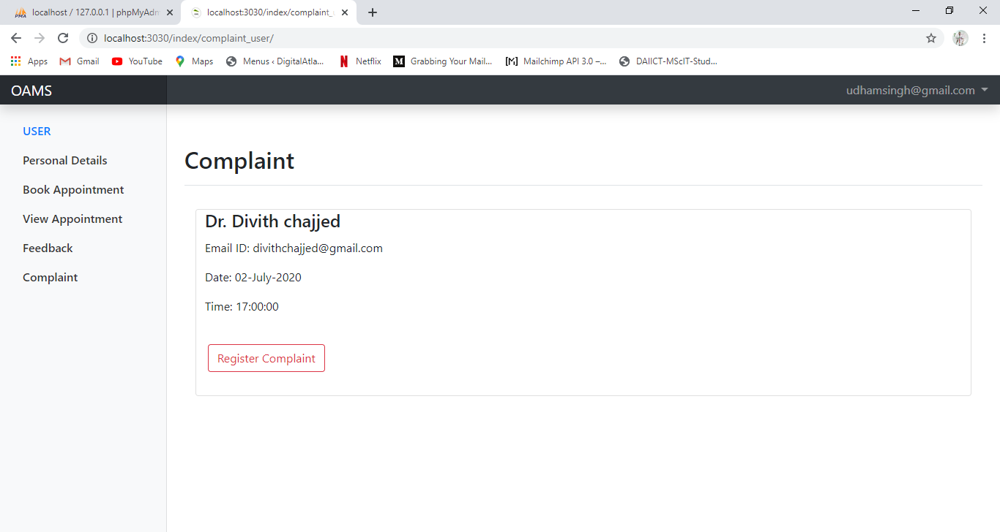 localhost / 127.0.0.1 | phpMyAdm
localhost:3030/index/complaint_u
localhost:3030/index/complaint_user/
Apps Gmail YouTube Maps Menus ‹ DigitalAtla... Netflix Grabbing Your Mail... Mailchimp API 3.0 –... DAIICT-MScIT-Stud...
OAMS
udhamsingh@gmail.com
USER
Personal Details
Book Appointment
View Appointment
Feedback
Complaint
Complaint
Dr. Divith chajjed
Email ID: divithchajjed@gmail.com
Date: 02-July-2020
Time: 17:00:00
Register Complaint